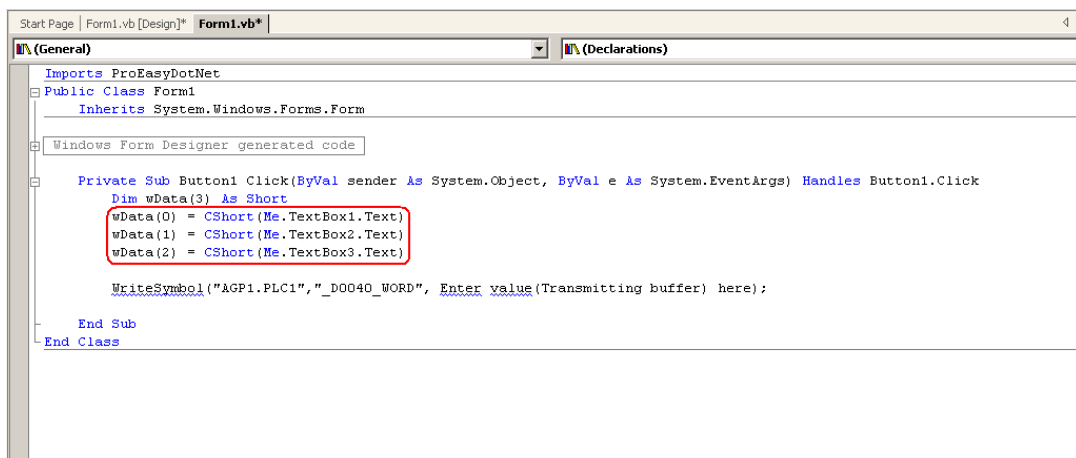 Start Page | Form1.vb [Design]* Form1.vb*
(General) (Declarations)
Imports ProEasyDotNet
Public Class Form1
Inherits System.Windows.Forms.Form
Windows Form Designer generated code
Private Sub Button1 Click(ByVal sender As System.Object, ByVal e As System.EventArgs) Handles Button1.Click
Dim wData(3) As Short
wData(0) = CShort(Me.TextBox1.Text)
wData(1) = CShort(Me.TextBox2.Text)
wData(2) = CShort(Me.TextBox3.Text)
WriteSymbol("AGP1.PLC1","_D0040_WORD", Enter value(Transmitting buffer) here);
End Sub
End Class